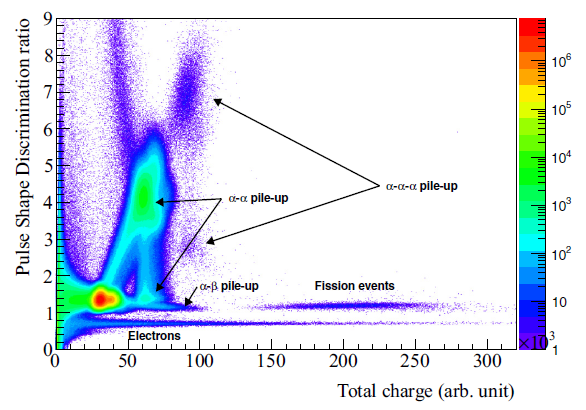 Pulse Shape Discrimination ratio
9
8
7
6
5
4
3
2
1
0
α-α pile-up
α-α-α pile-up
α-β pile-up
Fission events
Electrons
0 50 100 150 200 250 300
×10³
Total charge (arb. unit)
10⁶
10⁵
10⁴
10³
10²
10
1